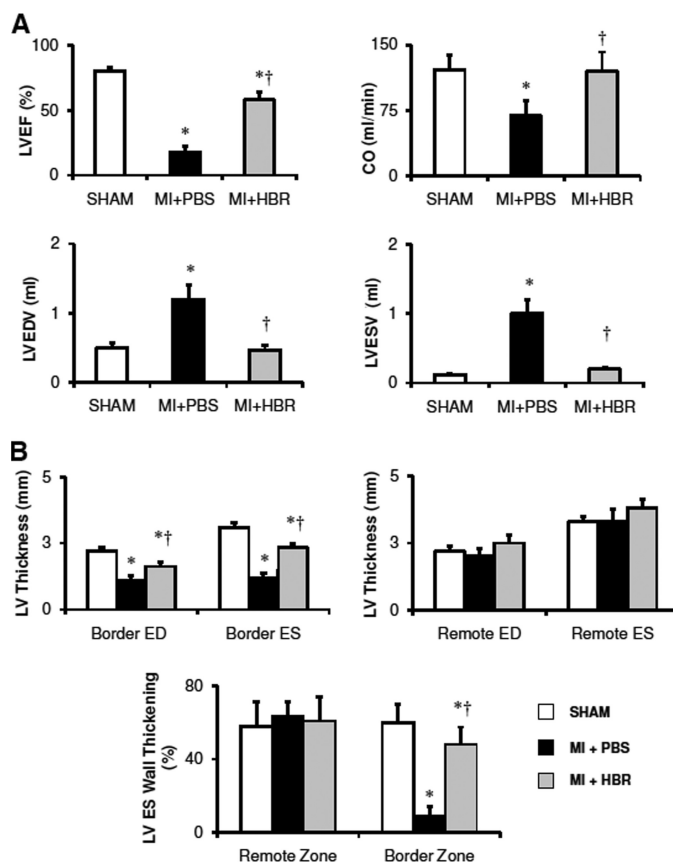 A
LVEF (%)
100
50
0
*
*†
SHAM MI+PBS MI+HBR
CO (ml/min)
150
75
0
*
†
SHAM MI+PBS MI+HBR
LVEDV (ml)
2
1
0
*
†
SHAM MI+PBS MI+HBR
LVESV (ml)
2
1
0
*
†
SHAM MI+PBS MI+HBR
B
LV Thickness (mm)
5
3
0
*
*†
*
*†
Border ED Border ES
LV Thickness (mm)
5
3
0
Remote ED Remote ES
LV ES Wall Thickening
(%)
80
40
0
*
*†
Remote Zone Border Zone
SHAM
MI + PBS
MI + HBR